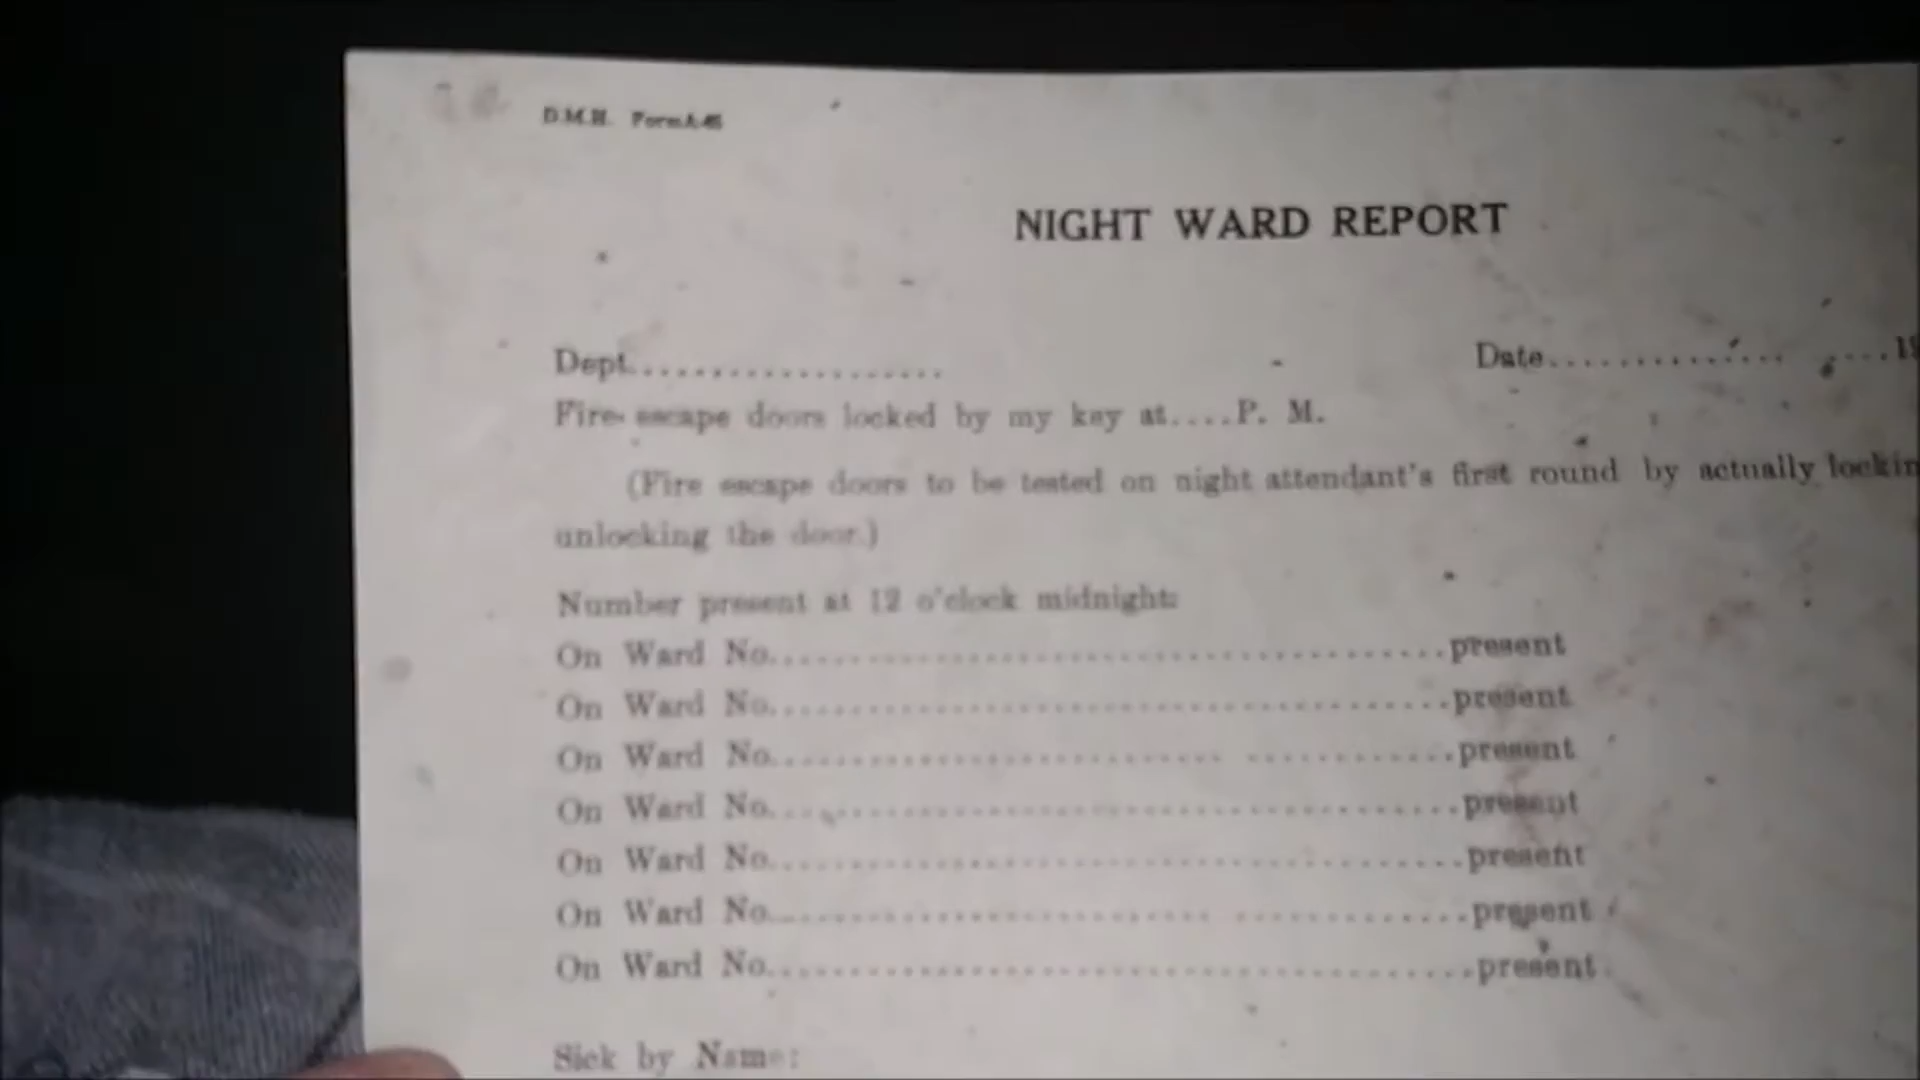 D.M.H. Form A-45
NIGHT WARD REPORT
Dept................... Date................ ....19
Fire escape doors locked by my key at....P. M.
(Fire escape doors to be tested on night attendant's first round by actually lockin
unlocking the door.)
Number present at 12 o'clock midnight:
On Ward No.....................................present
On Ward No.....................................present
On Ward No.....................................present
On Ward No.....................................present
On Ward No.....................................present
On Ward No.....................................present
On Ward No.....................................present
Sick by Name: